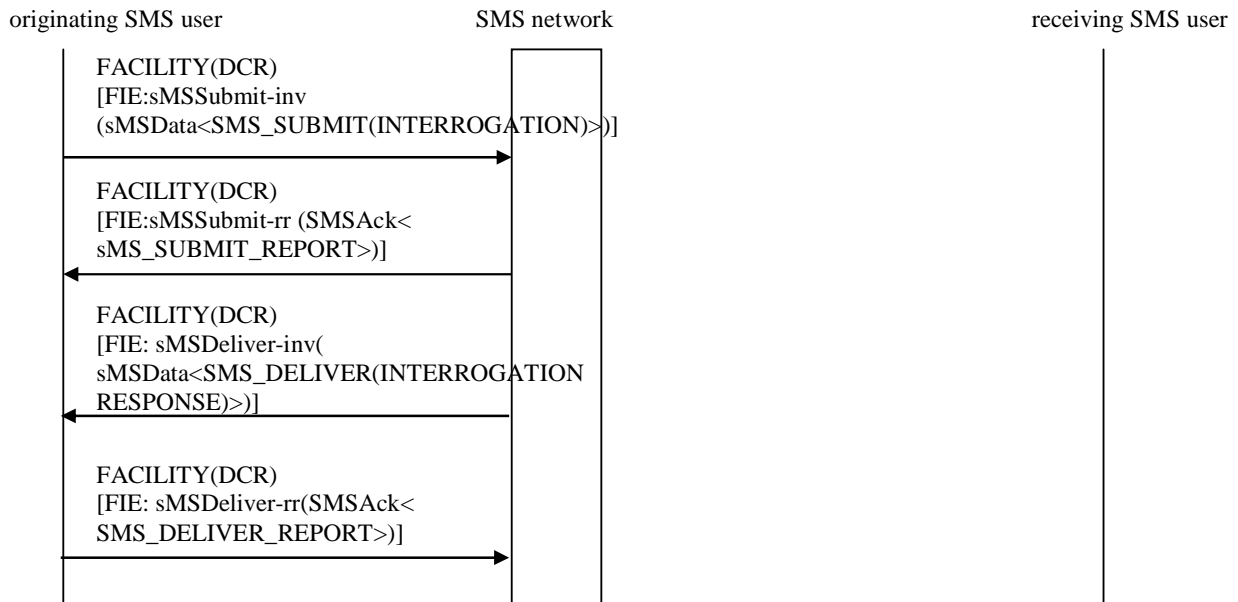 originating SMS user
SMS network
receiving SMS user
FACILITY(DCR)
[FIE:sMSSubmit-inv
(sMSData<SMS_SUBMIT(INTERROGATION)>)]
FACILITY(DCR)
[FIE:sMSSubmit-rr (SMSAck<
sMS_SUBMIT_REPORT>)]
FACILITY(DCR)
[FIE: sMSDeliver-inv(
sMSData<SMS_DELIVER(INTERROGATION
RESPONSE)>)]
FACILITY(DCR)
[FIE: sMSDeliver-rr(SMSAck<
SMS_DELIVER_REPORT>)]